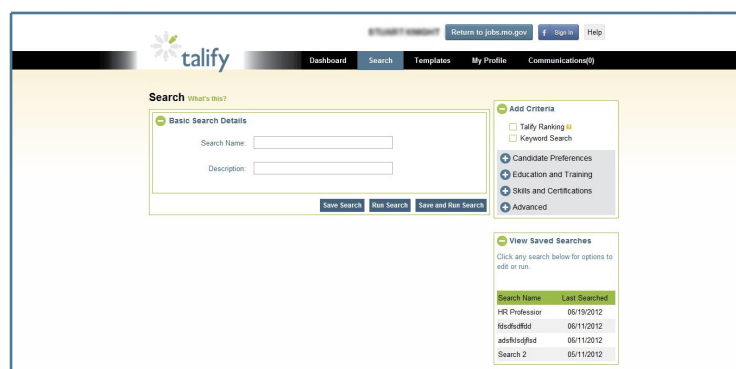 Return to jobs.mo.gov
f Sign In
Help
talify
Dashboard Search Templates My Profile Communications(0)
Search What's this?
Basic Search Details
Search Name:
Description:
Save Search Run Search Save and Run Search
Add Criteria
Talify Ranking ?
Keyword Search
Candidate Preferences
Education and Training
Skills and Certifications
Advanced
View Saved Searches
Click any search below for options to
edit or run.
Search Name Last Searched
HR Professior 06/19/2012
fdsdfsdffdd 06/11/2012
adsfklsdjflsd 06/11/2012
Search 2 05/11/2012